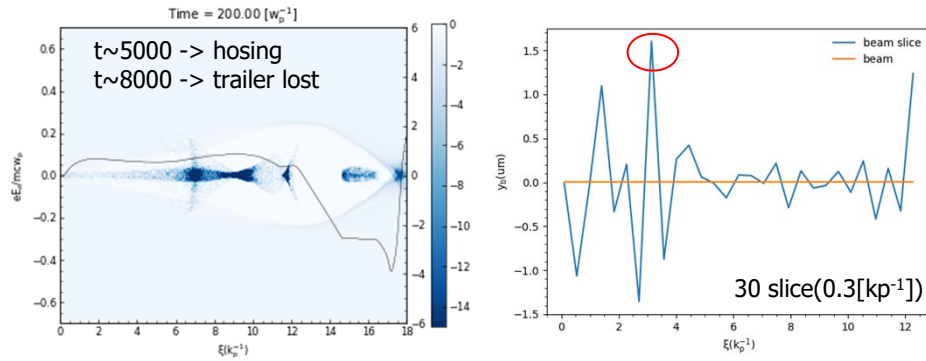 Time = 200.00 [w_p^-1]
t~5000 -> hosing
t~8000 -> trailer lost
eE_z/mcw_p
0.6
0.4
0.2
0.0
−0.2
−0.4
−0.6
0 2 4 6 8 10 12 14 16 18
ξ(k_p^-1)
6
4
2
0
−2
−4
−6
0
−2
−4
−6
−8
−10
−12
−14
beam slice
beam
y_b(um)
1.5
1.0
0.5
0.0
−0.5
−1.0
−1.5
30 slice(0.3[kp^-1])
0 2 4 6 8 10 12
ξ(k_p^-1)